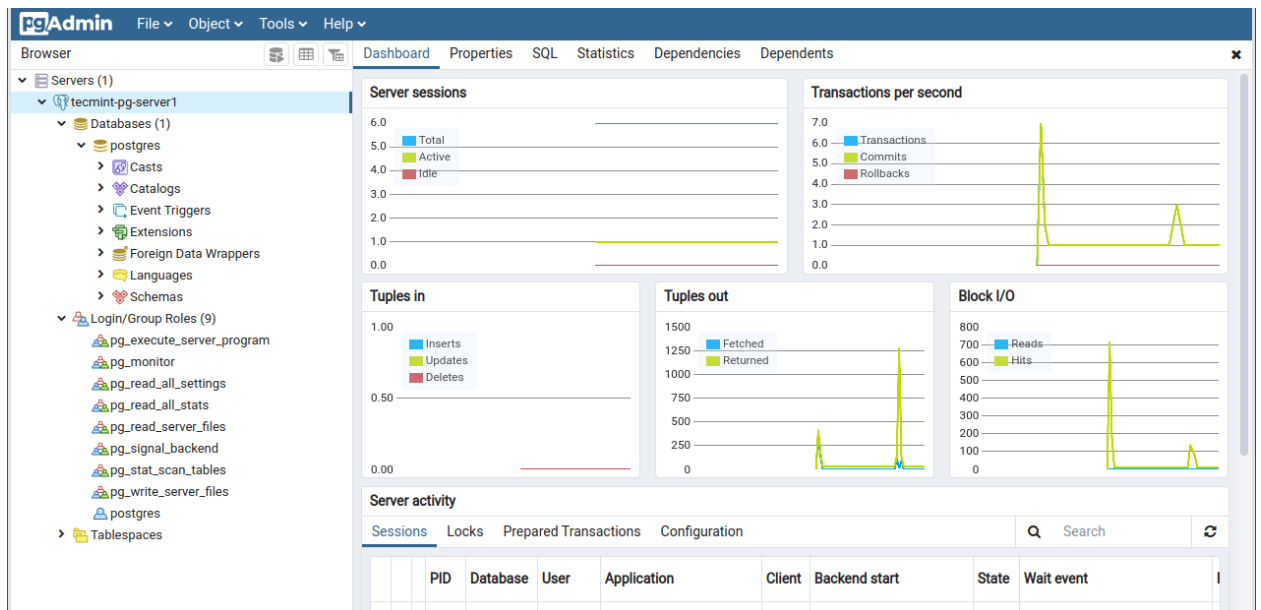 pgAdmin File Object Tools Help
Browser
Dashboard Properties SQL Statistics Dependencies Dependents
Servers (1)
tecmint-pg-server1
Databases (1)
postgres
Casts
Catalogs
Event Triggers
Extensions
Foreign Data Wrappers
Languages
Schemas
Login/Group Roles (9)
pg_execute_server_program
pg_monitor
pg_read_all_settings
pg_read_all_stats
pg_read_server_files
pg_signal_backend
pg_stat_scan_tables
pg_write_server_files
postgres
Tablespaces
Server sessions
6.0
5.0
4.0
3.0
2.0
1.0
0.0
Total
Active
Idle
Transactions per second
7.0
6.0
5.0
4.0
3.0
2.0
1.0
0.0
Transactions
Commits
Rollbacks
Tuples in
1.00
0.50
0.00
Inserts
Updates
Deletes
Tuples out
1500
1250
1000
750
500
250
0
Fetched
Returned
Block I/O
800
700
600
500
400
300
200
100
0
Reads
Hits
Server activity
Sessions Locks Prepared Transactions Configuration
Search
PID Database User Application Client Backend start State Wait event